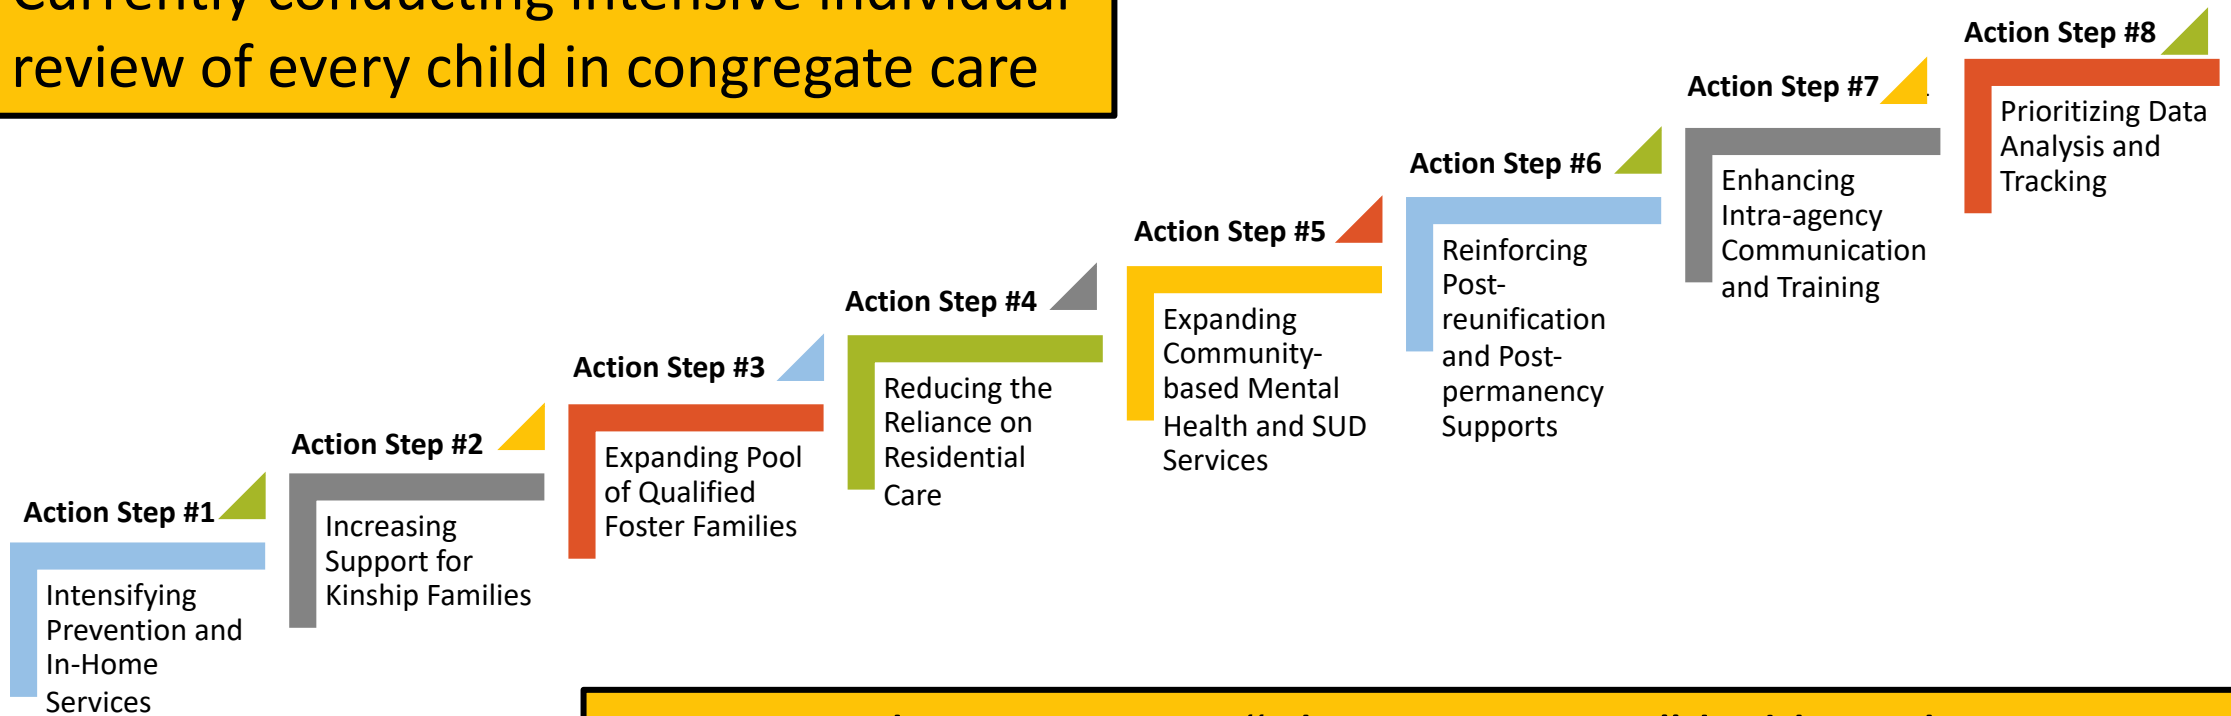 Currently conducting intensive individual
review of every child in congregate care
Action Step #1
Intensifying
Prevention and
In-Home
Services
Action Step #2
Increasing
Support for
Kinship Families
Action Step #3
Expanding Pool
of Qualified
Foster Families
Action Step #4
Reducing the
Reliance on
Residential
Care
Action Step #5
Expanding
Community-
based Mental
Health and SUD
Services
Action Step #6
Reinforcing
Post-
reunification
and Post-
permanency
Supports
Action Step #7
Enhancing
Intra-agency
Communication
and Training
Action Step #8
Prioritizing Data
Analysis and
Tracking